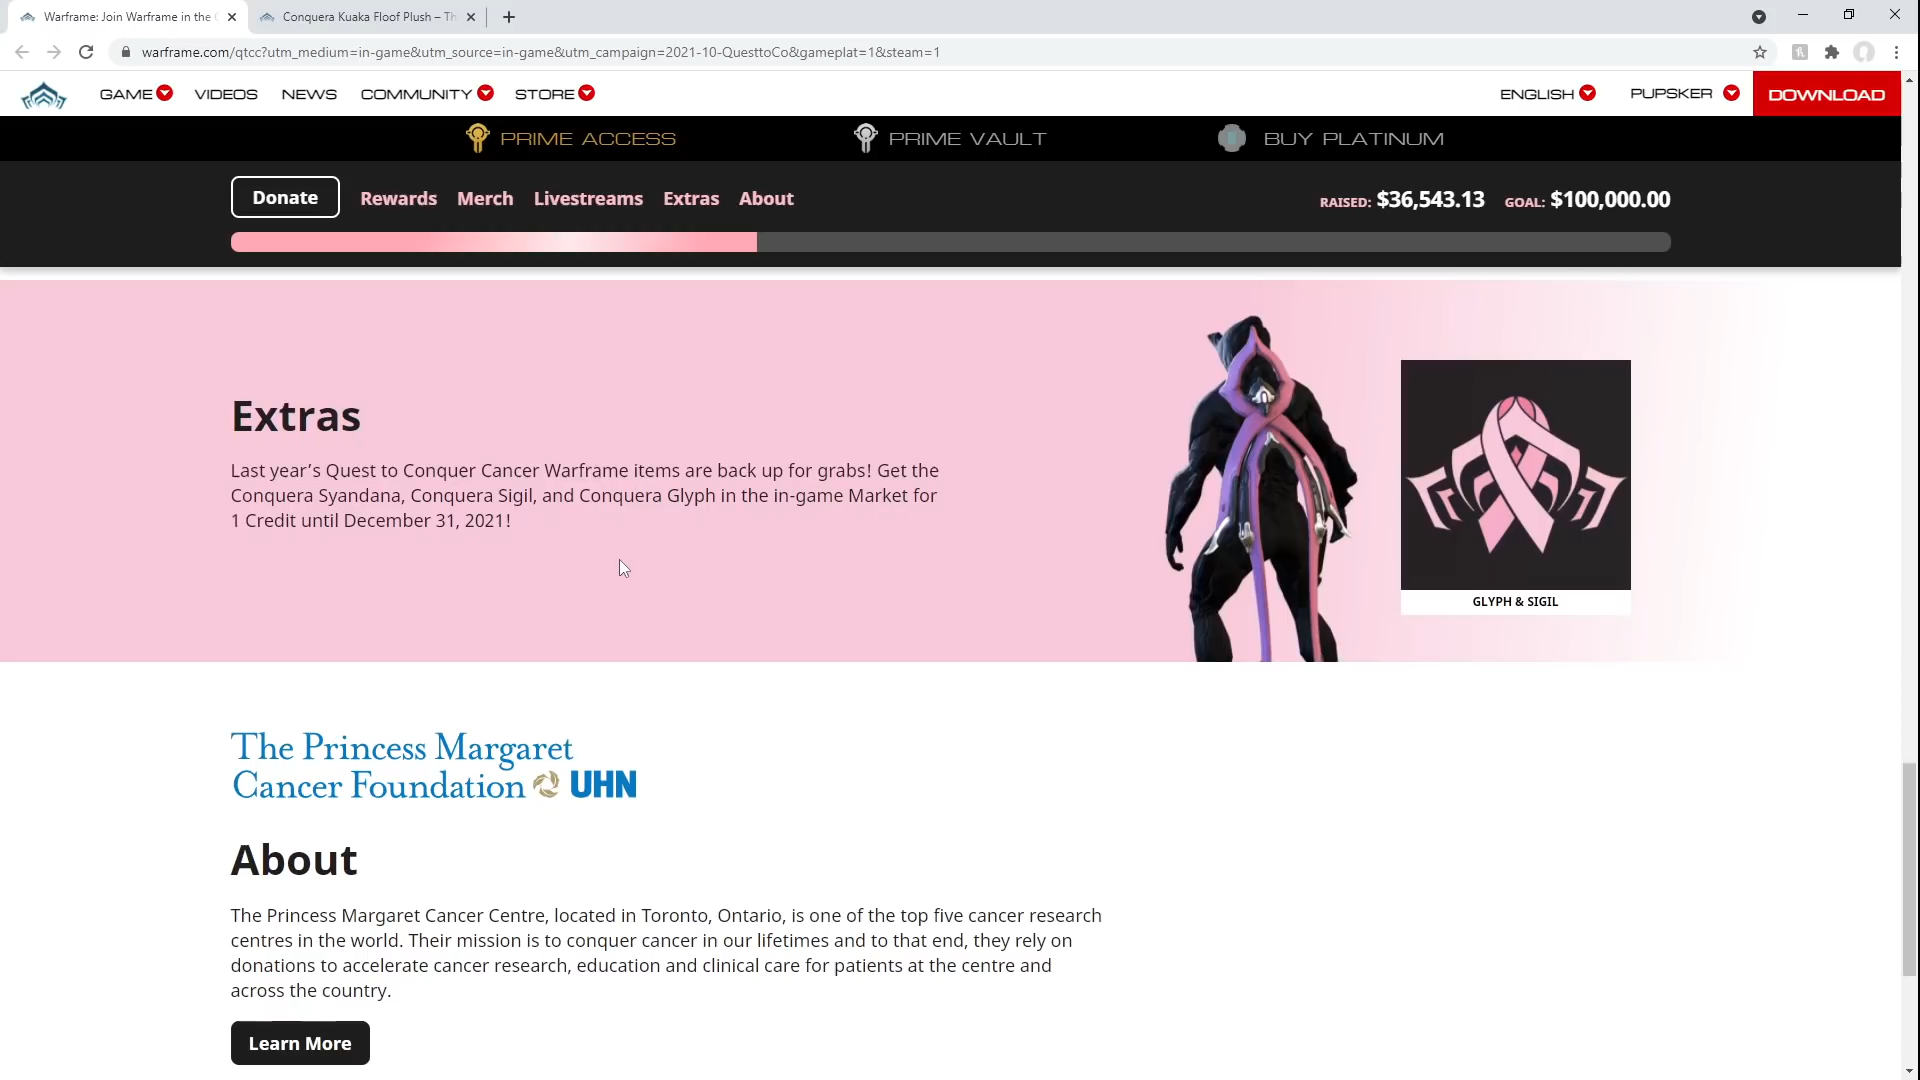 Warframe: Join Warframe in the
Conquera Kuaka Floof Plush – Th
warframe.com/qtcc?utm_medium=in-game&utm_source=in-game&utm_campaign=2021-10-QuesttoCo&gameplat=1&steam=1
GAME VIDEOS NEWS COMMUNITY STORE ENGLISH PUPSKER DOWNLOAD
PRIME ACCESS PRIME VAULT BUY PLATINUM
Donate Rewards Merch Livestreams Extras About RAISED: $36,543.13 GOAL: $100,000.00
Extras
Last year’s Quest to Conquer Cancer Warframe items are back up for grabs! Get the
Conquera Syandana, Conquera Sigil, and Conquera Glyph in the in-game Market for
1 Credit until December 31, 2021!
GLYPH & SIGIL
The Princess Margaret
Cancer Foundation UHN
About
The Princess Margaret Cancer Centre, located in Toronto, Ontario, is one of the top five cancer research
centres in the world. Their mission is to conquer cancer in our lifetimes and to that end, they rely on
donations to accelerate cancer research, education and clinical care for patients at the centre and
across the country.
Learn More